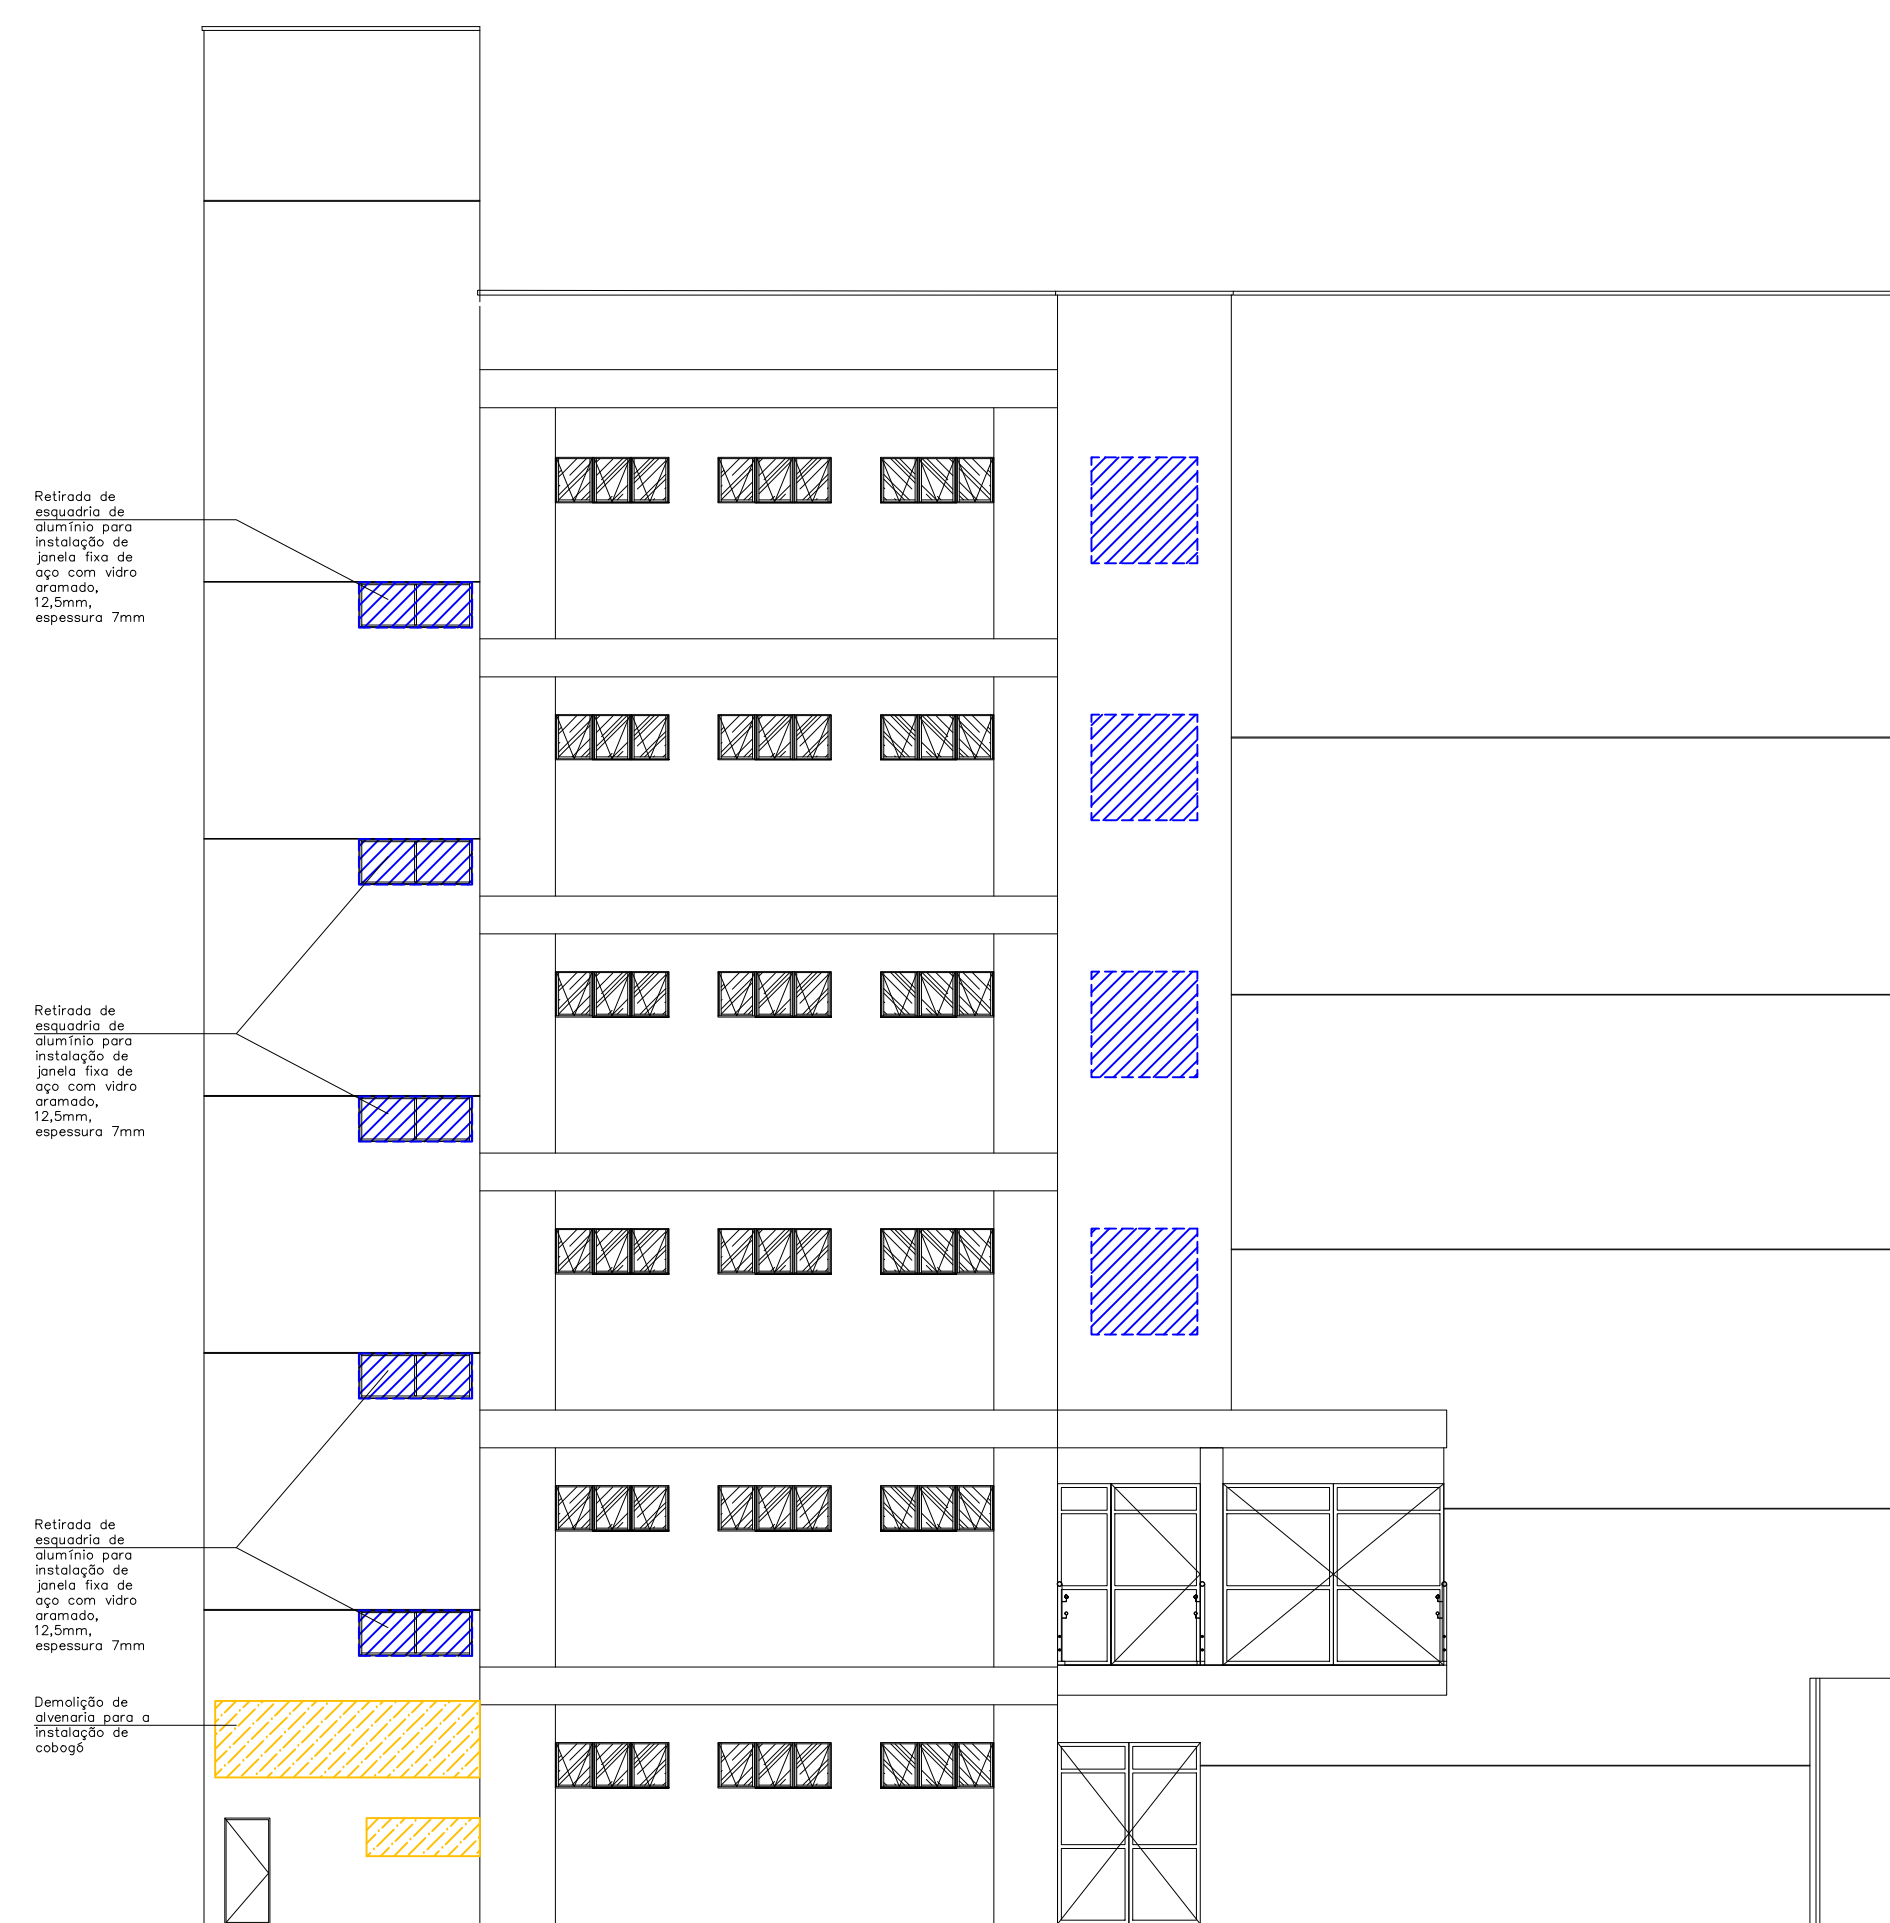 Retirada de
esquadria de
alumínio para
instalação de
janela fixa de
aço com vidro
aramado,
12,5mm,
espessura 7mm
Retirada de
esquadria de
alumínio para
instalação de
janela fixa de
aço com vidro
aramado,
12,5mm,
espessura 7mm
Retirada de
esquadria de
alumínio para
instalação de
janela fixa de
aço com vidro
aramado,
12,5mm,
espessura 7mm
Demolição de
alvenaria para a
instalação de
cobogó